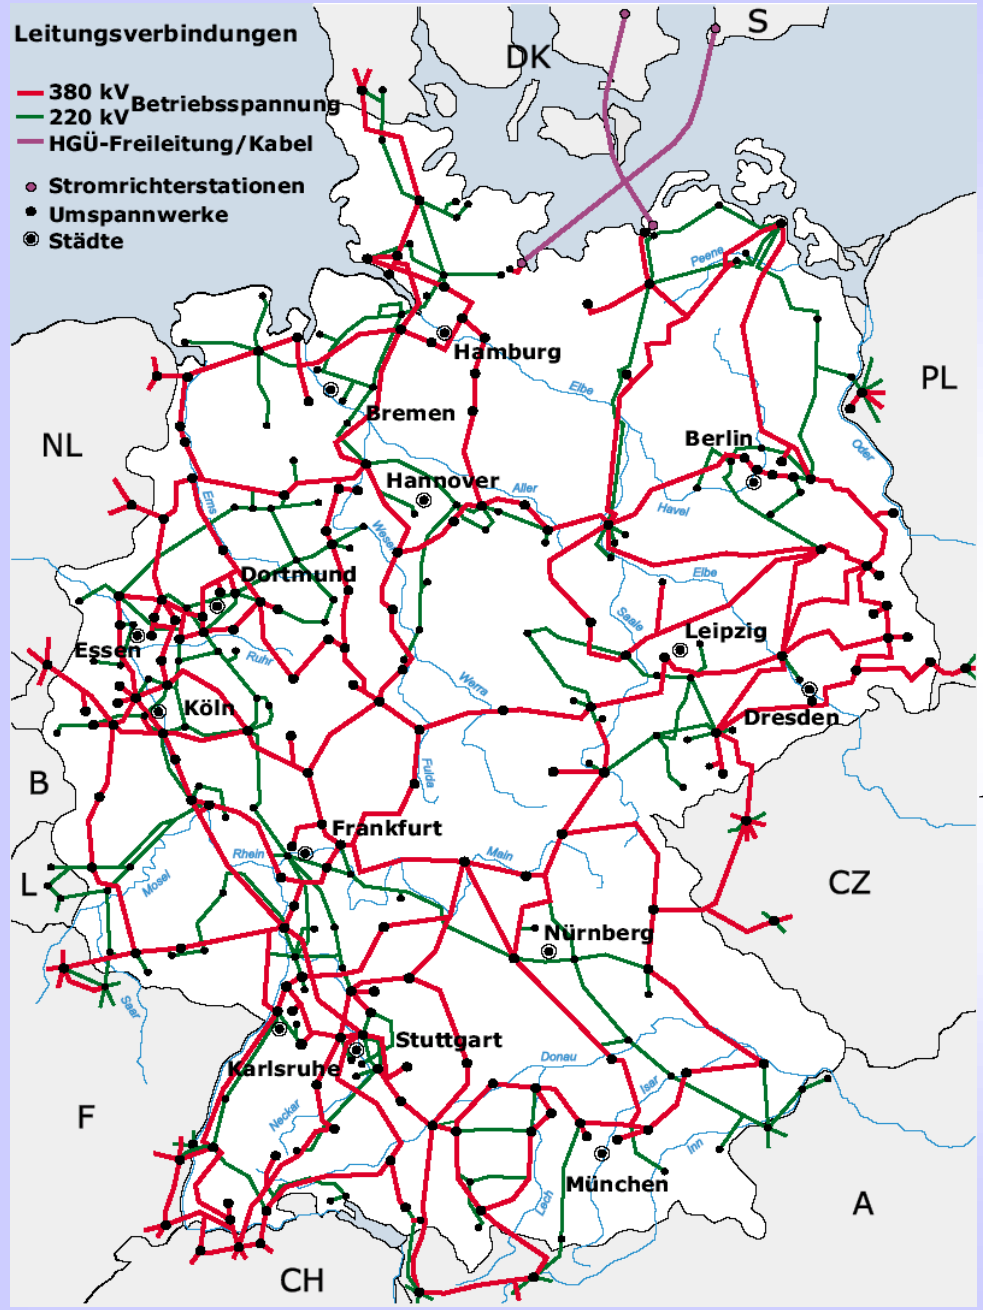 Leitungsverbindungen
380 kV
Betriebsspannung
220 kV
HGÜ-Freileitung/Kabel
Stromrichterstationen
Umspannwerke
Städte
DK
S
Peene
Hamburg
Elbe
PL
Bremen
NL
Berlin
Oder
Hannover
Aller
Ems
Havel
Weser
Dortmund
Elbe
Saale
Leipzig
Essen
Ruhr
Werra
Köln
Dresden
Fulda
B
Frankfurt
Rhein
Main
L
Mosel
CZ
Nürnberg
Saar
Stuttgart
Donau
Karlsruhe
Isar
Neckar
F
Inn
München
Lech
A
CH